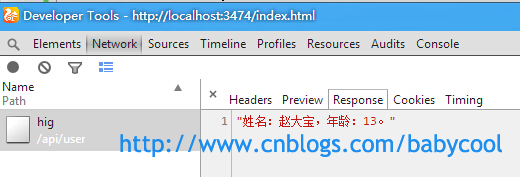 Developer Tools - http://localhost:3474/index.html
Elements Network Sources Timeline Profiles Resources Audits Console
Name
Path
× Headers Preview Response Cookies Timing
hig
/api/user
1 "姓名：赵大宝，年龄：13。"
http://www.cnblogs.com/babycool